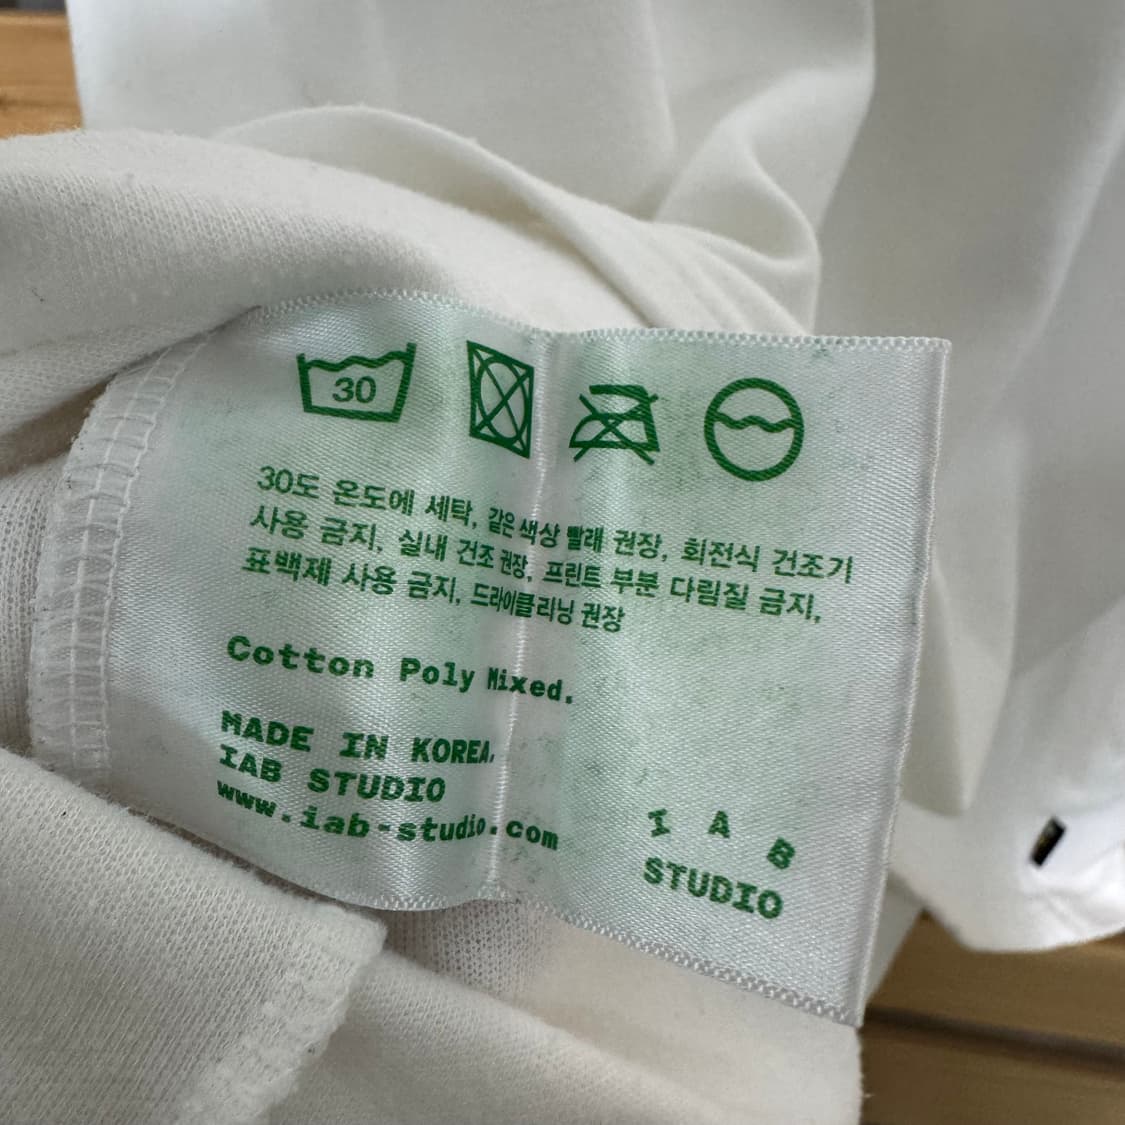 30
30도 온도에 세탁, 같은 색상 빨래 권장, 회전식 건조기
사용 금지, 실내 건조 권장, 프린트 부분 다림질 금지,
표백제 사용 금지, 드라이클리닝 권장
Cotton Poly Mixed.
MADE IN KOREA.
IAB STUDIO
www.iab-studio.com
I A B
STUDIO